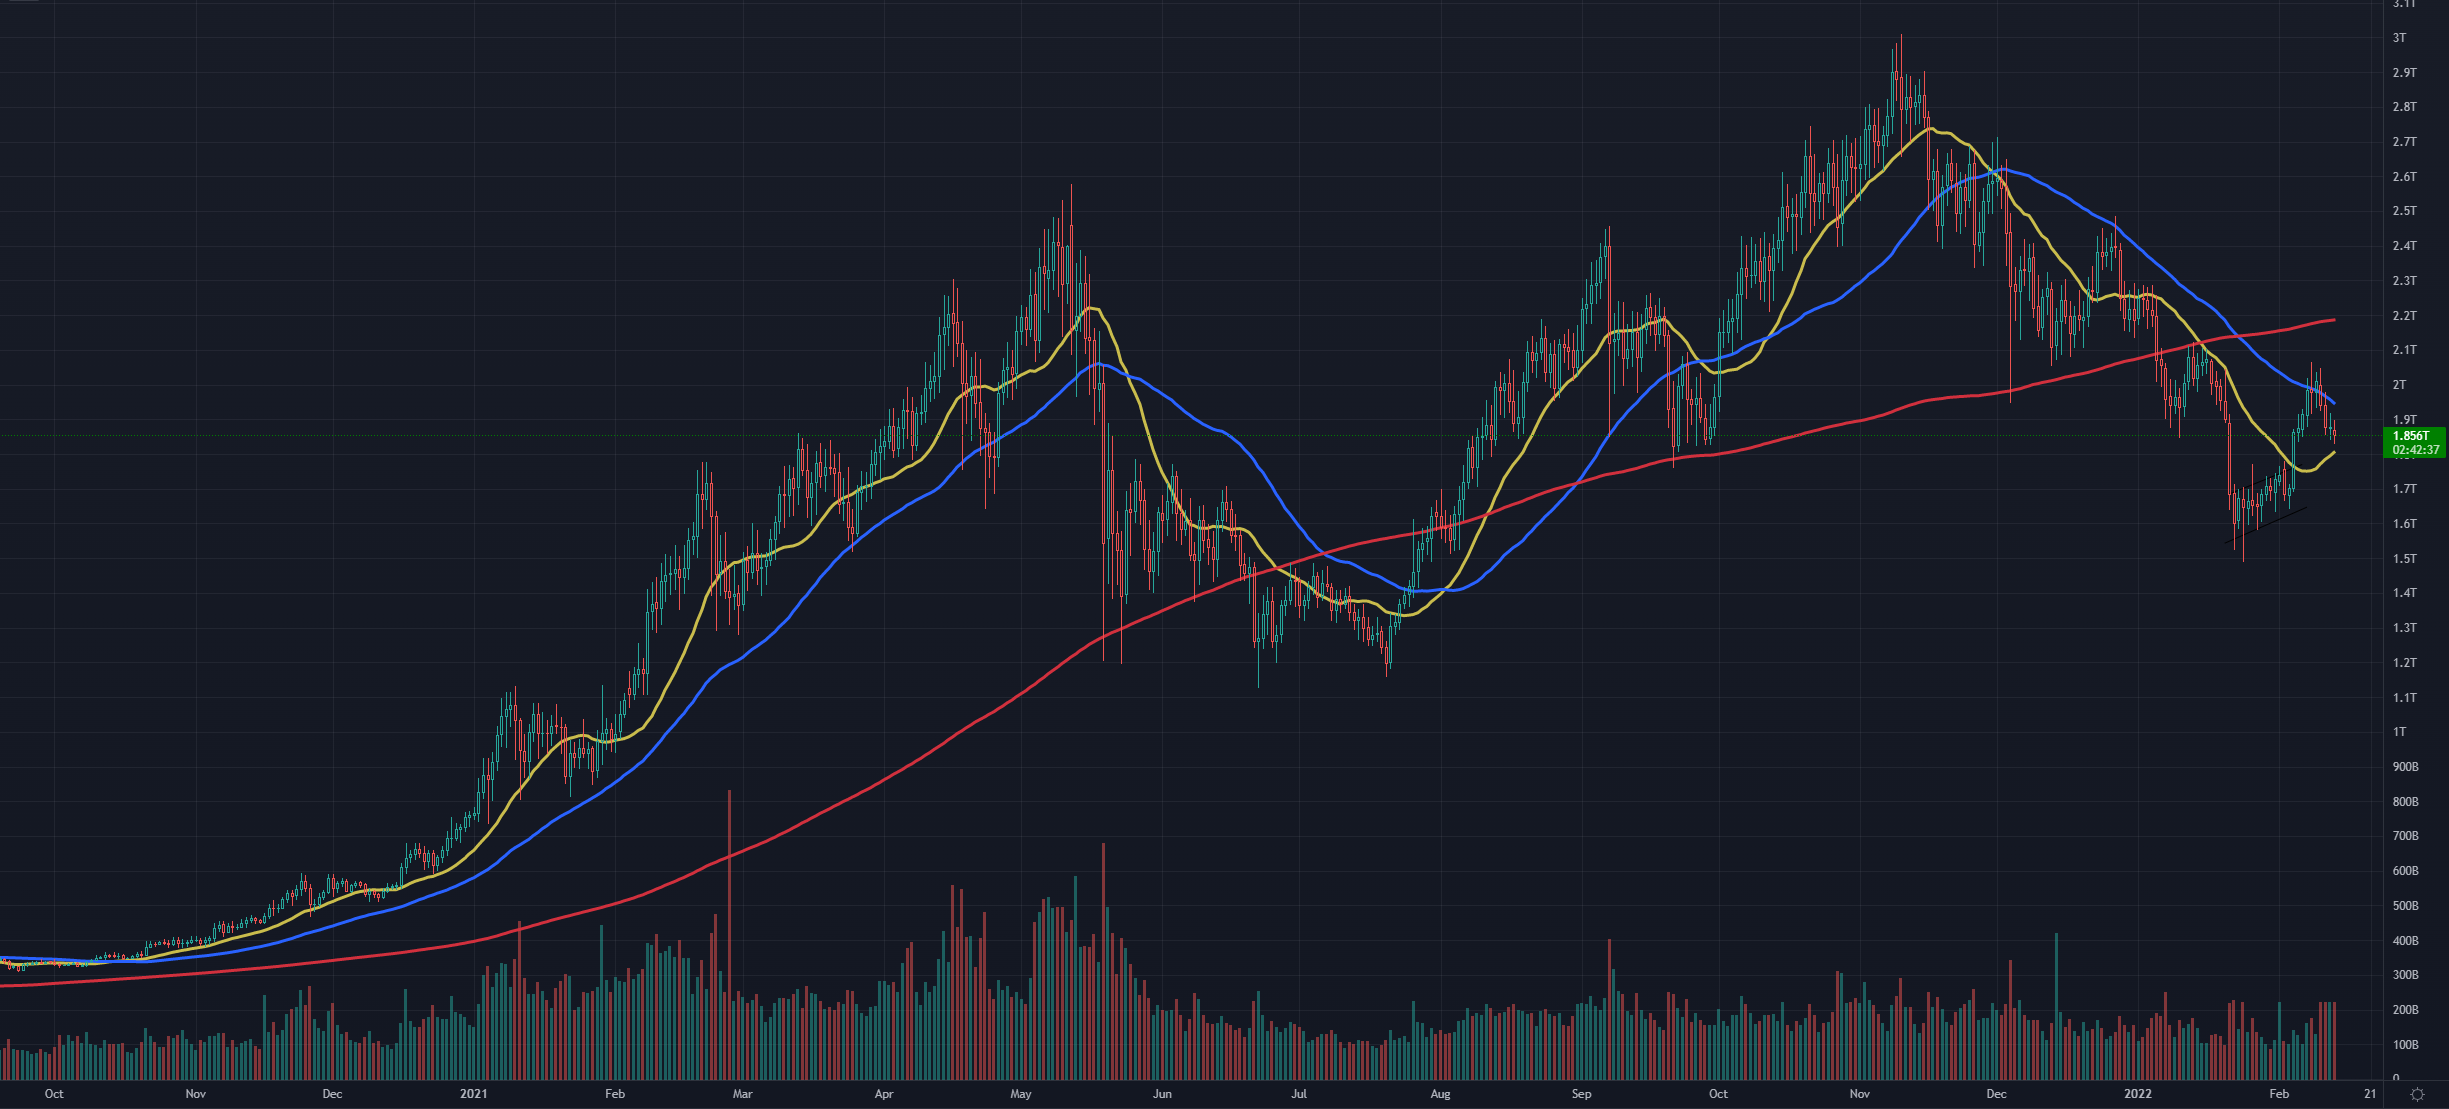 3.1T
3T
2.9T
2.8T
2.7T
2.6T
2.5T
2.4T
2.3T
2.2T
2.1T
2T
1.9T
1.856T
02:42:37
1.7T
1.6T
1.5T
1.4T
1.3T
1.2T
1.1T
1T
900B
800B
700B
600B
500B
400B
300B
200B
100B
0
Oct Nov Dec 2021 Feb Mar Apr May Jun Jul Aug Sep Oct Nov Dec 2022 Feb 21